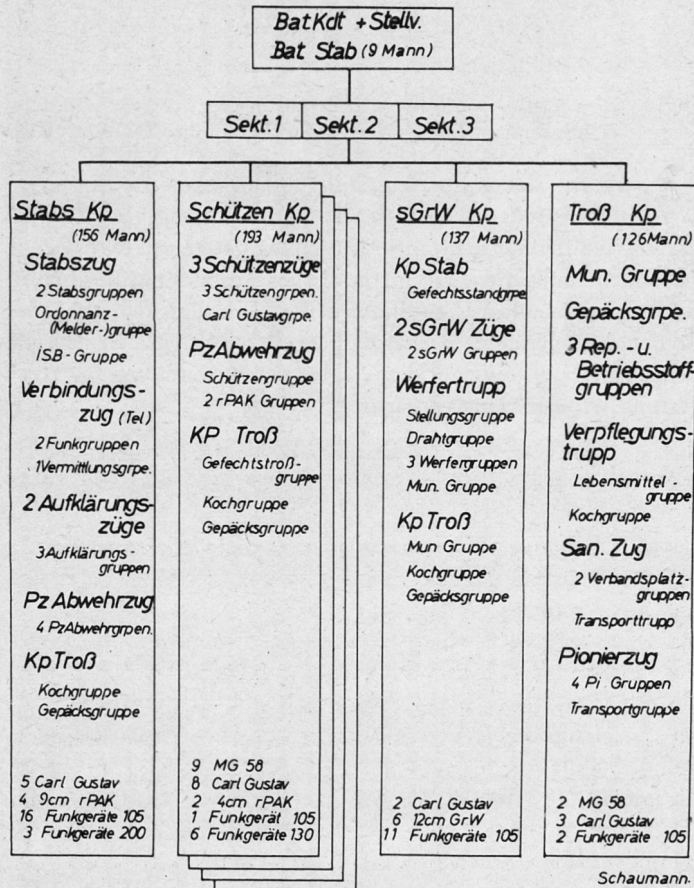 BatKdt + Stellv.
Bat Stab (9 Mann)
Sekt.1
Sekt.2
Sekt.3
Stabs Kp
(156 Mann)
Stabszug
2 Stabsgruppen
Ordonnanz-
(Melder-)gruppe
ISB-Gruppe
Verbindungs-
zug (Tel)
2 Funkgruppen
1 Vermittlungsgrpe.
2 Aufklärungs-
züge
3 Aufklärungs-
gruppen
Pz Abwehrzug
4 PzAbwehrgrpen.
Kp Troß
Kochgruppe
Gepäcksgruppe
5 Carl Gustav
4 9cm rPAK
16 Funkgeräte 105
3 Funkgeräte 200
Schützen Kp
(193 Mann)
3 Schützenzüge
3 Schützengrpen.
Carl Gustavgrpe.
PzAbwehrzug
Schützengruppe
2 rPAK Gruppen
KP Troß
Gefechtstroß-
gruppe
Kochgruppe
Gepäcksgruppe
9 MG 58
8 Carl Gustav
2 4cm rPAK
1 Funkgerät 105
6 Funkgeräte 130
sGrW Kp
(137 Mann)
Kp Stab
Gefechtsstandgrpe.
2 sGrW Züge
2 sGrW Gruppen
Werfertrupp
Stellungsgruppe
Drahtgruppe
3 Werfergruppen
Mun. Gruppe
Kp Troß
Mun Gruppe
Kochgruppe
Gepäcksgruppe
2 Carl Gustav
6 12cm GrW
11 Funkgeräte 105
Troß Kp
(126 Mann)
Mun. Gruppe
Gepäcksgrpe.
3 Rep. - u.
Betriebsstoff-
gruppen
Verpflegungs-
trupp
Lebensmittel-
gruppe
Kochgruppe
San. Zug
2 Verbandsplatz-
gruppen
Transporttrupp
Pionierzug
4 Pi. Gruppen
Transportgruppe
2 MG 58
3 Carl Gustav
2 Funkgeräte 105
Schaumann.